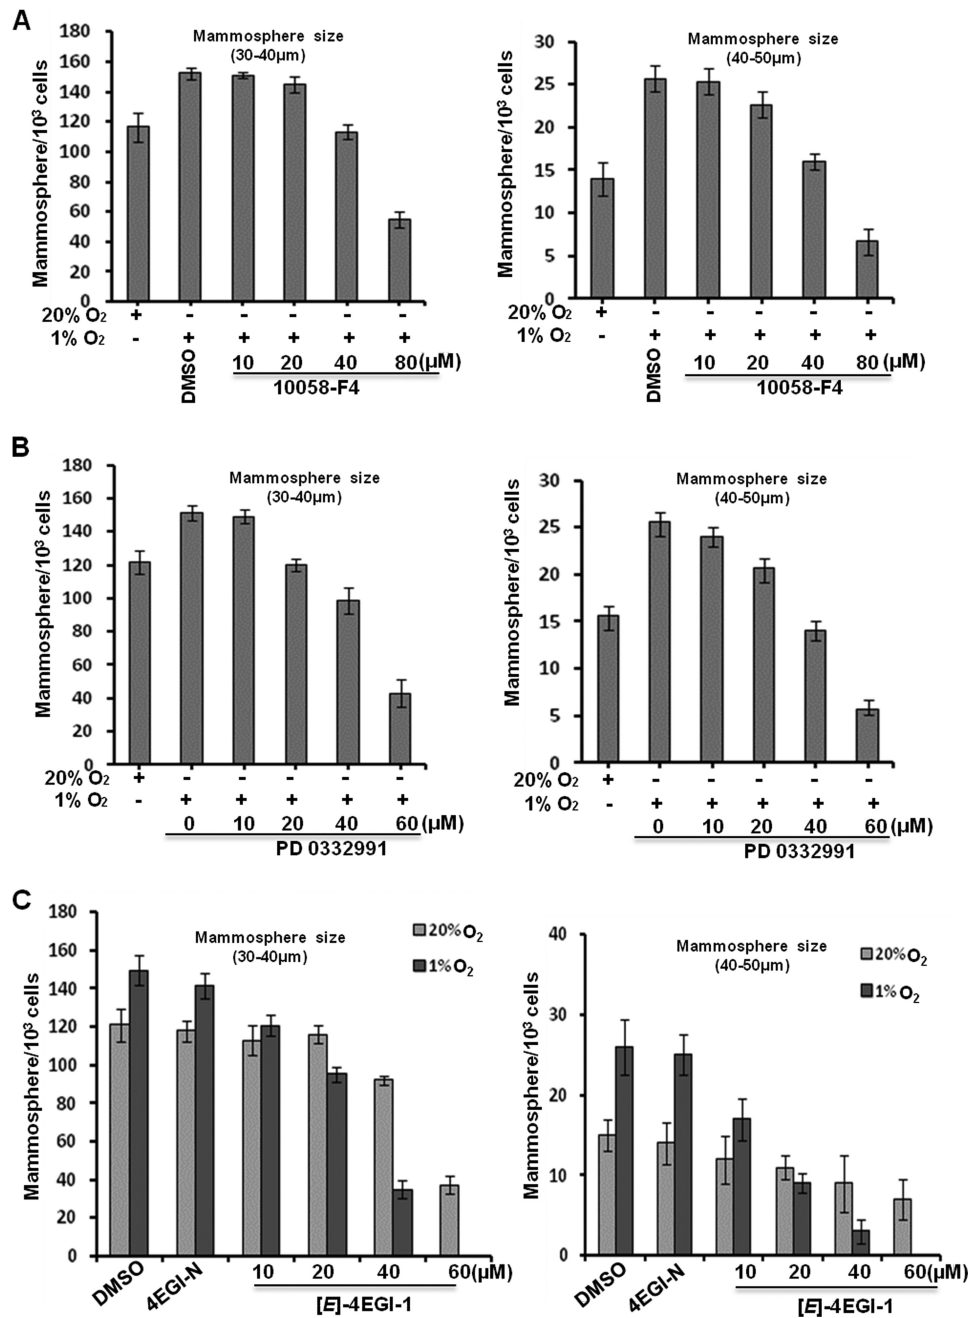 A
Mammosphere size
(30-40µm)
Mammosphere/10³ cells
180
160
140
120
100
80
60
40
20
0
20% O₂ + - - - - -
1% O₂ - + + + + +
DMSO 10 20 40 80(µM)
10058-F4
Mammosphere size
(40-50µm)
Mammosphere/10³ cells
30
25
20
15
10
5
0
20% O₂ + - - - - -
1% O₂ - + + + + +
DMSO 10 20 40 80(µM)
10058-F4
B
Mammosphere size
(30-40µm)
Mammosphere/10³ cells
180
160
140
120
100
80
60
40
20
0
20% O₂ + - - - - -
1% O₂ - + + + + +
0 10 20 40 60(µM)
PD 0332991
Mammosphere size
(40-50µm)
Mammosphere/10³ cells
30
25
20
15
10
5
0
20% O₂ + - - - - -
1% O₂ - + + + + +
0 10 20 40 60(µM)
PD 0332991
C
Mammosphere size
(30-40µm)
20%O₂
1%O₂
Mammosphere/10³ cells
180
160
140
120
100
80
60
40
20
0
DMSO 4EGI-N 10 20 40 60(µM)
[E]-4EGI-1
Mammosphere size
(40-50µm)
20%O₂
1%O₂
Mammosphere/10³ cells
40
30
20
10
0
DMSO 4EGI-N 10 20 40 60(µM)
[E]-4EGI-1